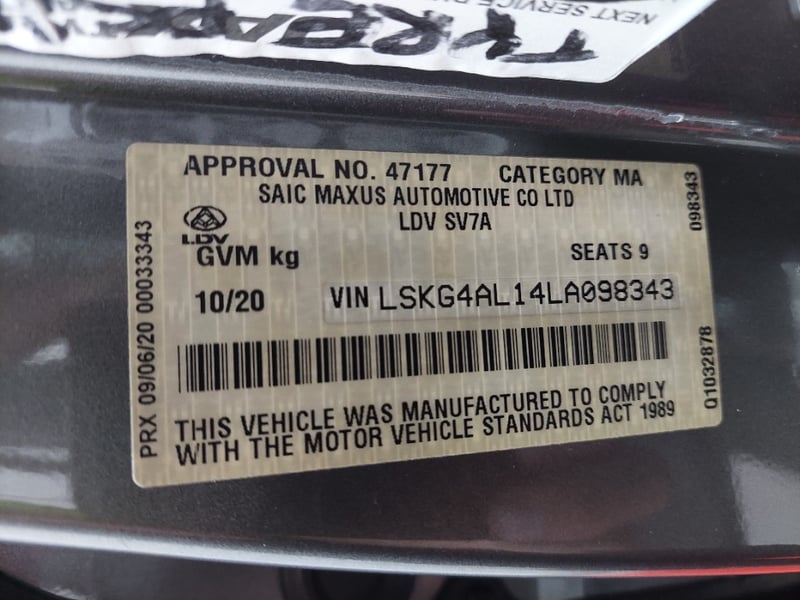 NEXT SERVICE
APPROVAL NO. 47177 CATEGORY MA
SAIC MAXUS AUTOMOTIVE CO LTD
LDV SV7A
LDV
GVM kg SEATS 9
10/20 VIN LSKG4AL14LA098343
THIS VEHICLE WAS MANUFACTURED TO COMPLY
WITH THE MOTOR VEHICLE STANDARDS ACT 1989
PRX 09/06/20 00033343
098343
Q1032878